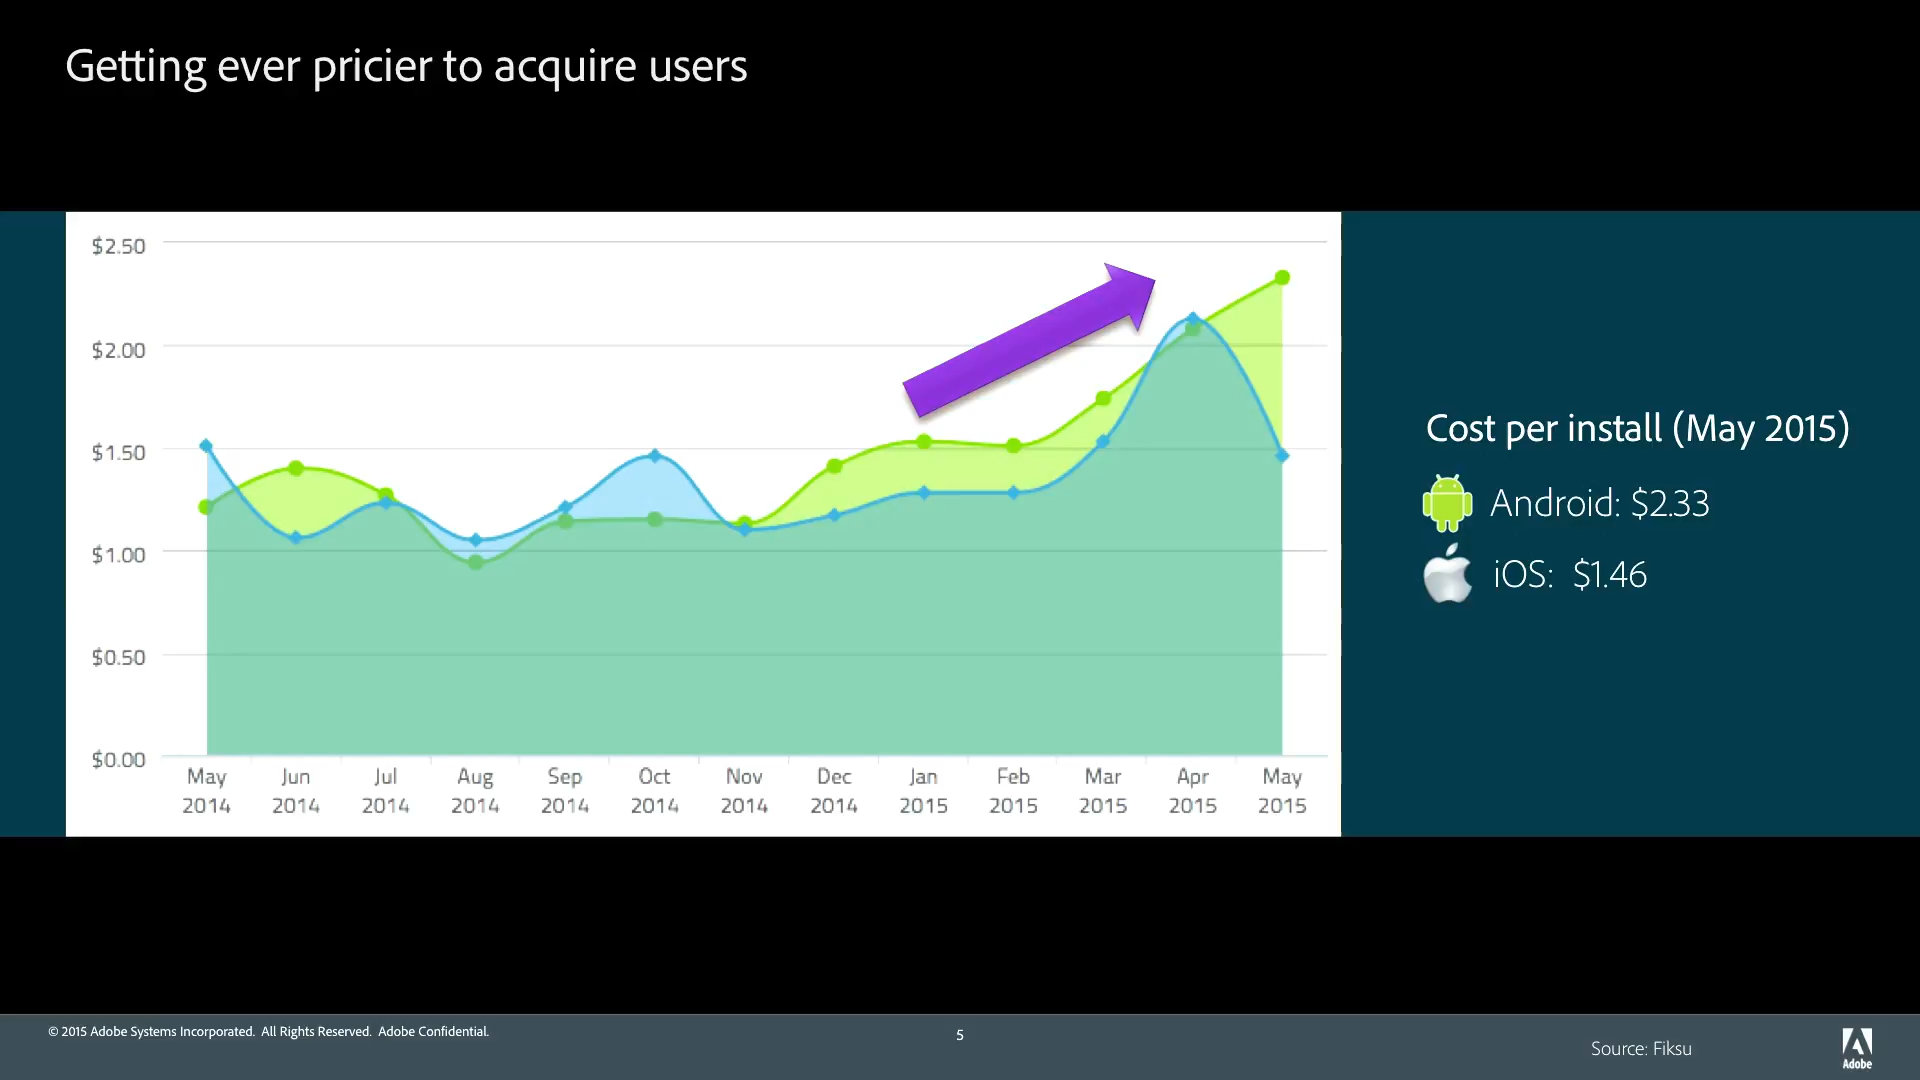 Getting ever pricier to acquire users
$2.50
$2.00
$1.50
$1.00
$0.50
$0.00
May Jun Jul Aug Sep Oct Nov Dec Jan Feb Mar Apr May
2014 2014 2014 2014 2014 2014 2014 2014 2015 2015 2015 2015 2015
Cost per install (May 2015)
Android: $2.33
iOS: $1.46
© 2015 Adobe Systems Incorporated. All Rights Reserved. Adobe Confidential.
5
Source: Fiksu
Adobe